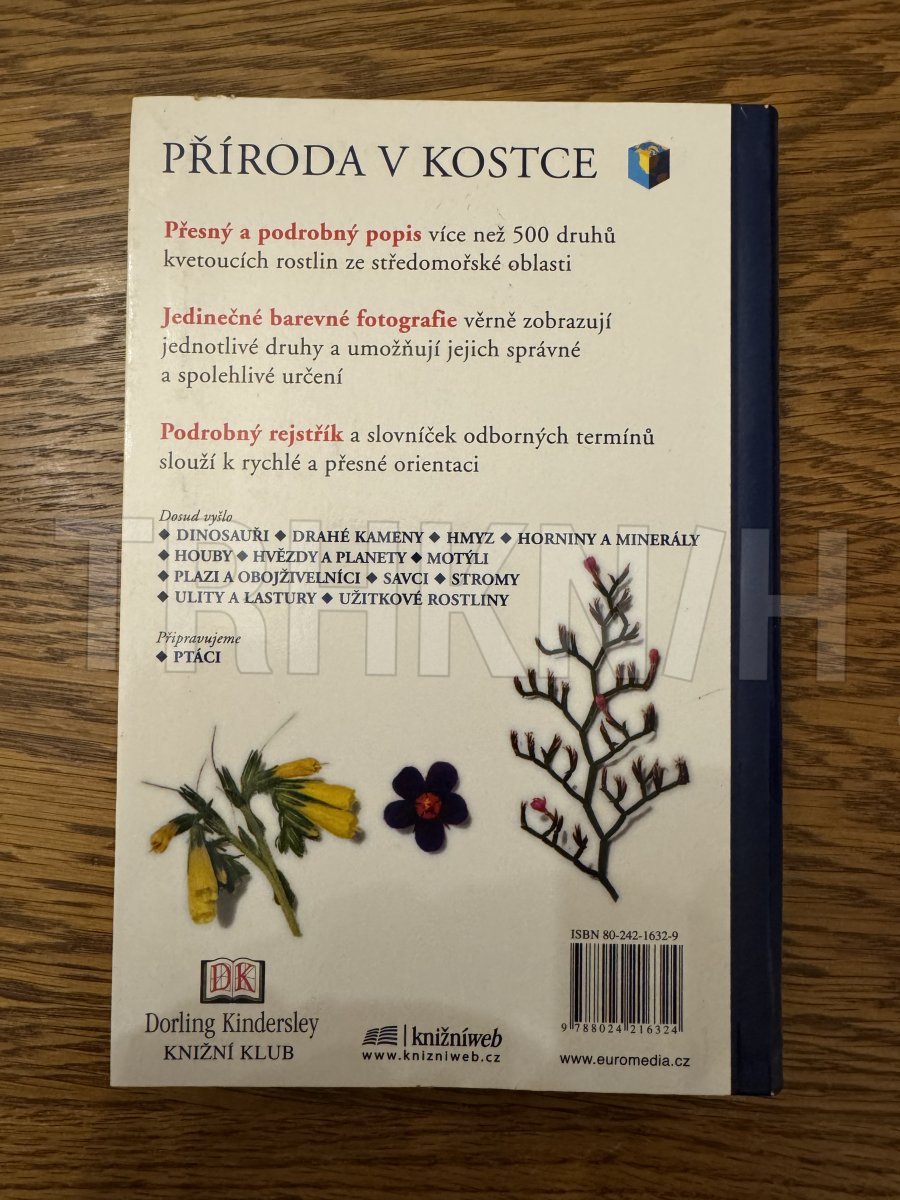 PŘÍRODA V KOSTCE
Přesný a podrobný popis více než 500 druhů
kvetoucích rostlin ze středomořské oblasti
Jedinečné barevné fotografie věrně zobrazují
jednotlivé druhy a umožňují jejich správné
a spolehlivé určení
Podrobný rejstřík a slovníček odborných termínů
slouží k rychlé a přesné orientaci
Dosud vyšlo
◆ DINOSAUŘI ◆ DRAHÉ KAMENY ◆ HMYZ ◆ HORNINY A MINERÁLY
◆ HOUBY ◆ HVĚZDY A PLANETY ◆ MOTÝLI
◆ PLAZI A OBOJŽIVELNÍCI ◆ SAVCI ◆ STROMY
◆ ULITY A LASTURY ◆ UŽITKOVÉ ROSTLINY
Připravujeme
◆ PTÁCI
TRHKNIH
ISBN 80-242-1632-9
9 788024 216324
DK
Dorling Kindersley
KNIŽNÍ KLUB
knižníweb
www.knizniweb.cz
www.euromedia.cz